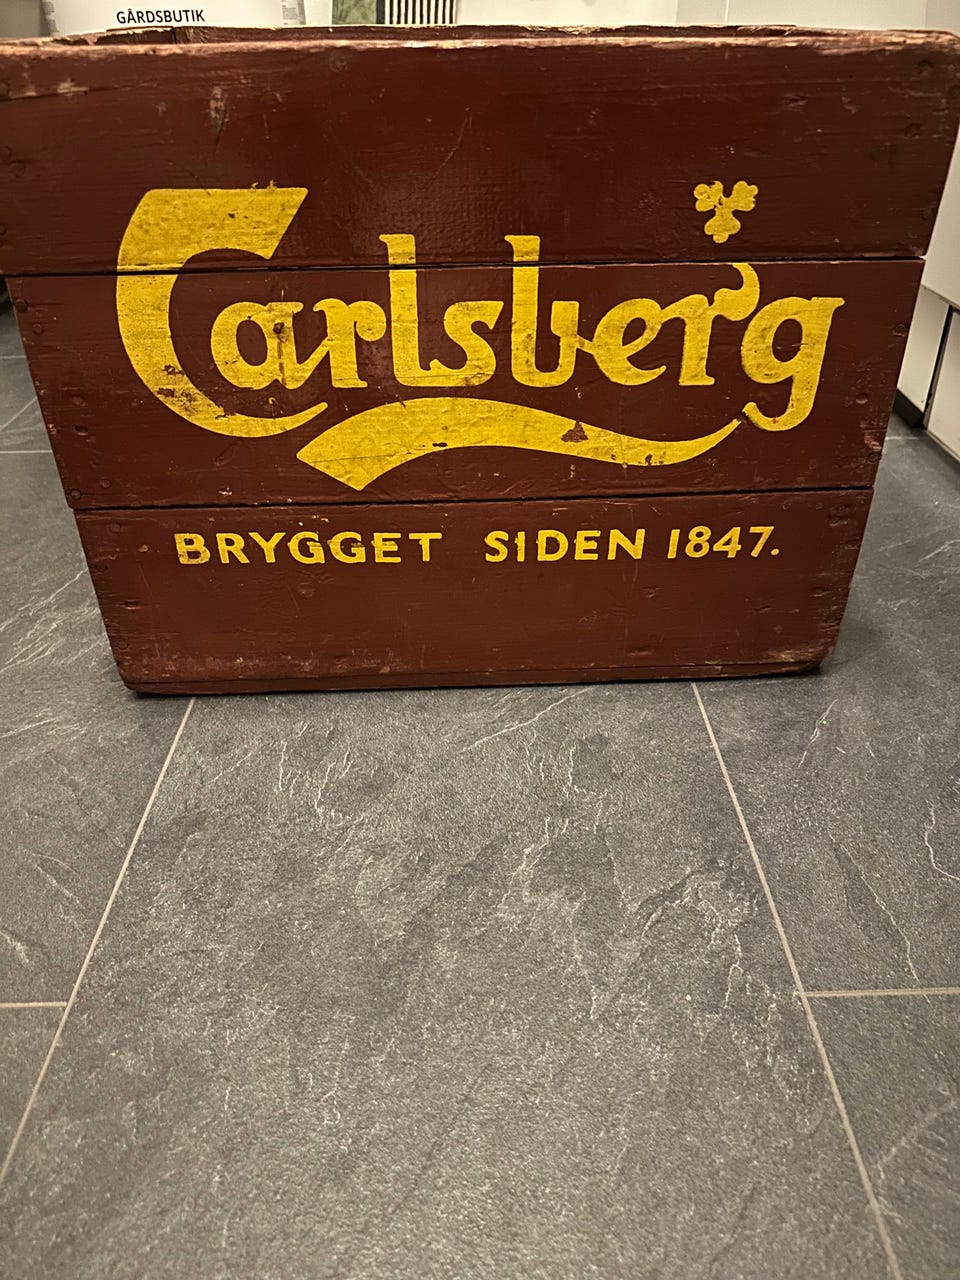 GÅRDSBUTIK
Carlsberg
BRYGGET SIDEN 1847.